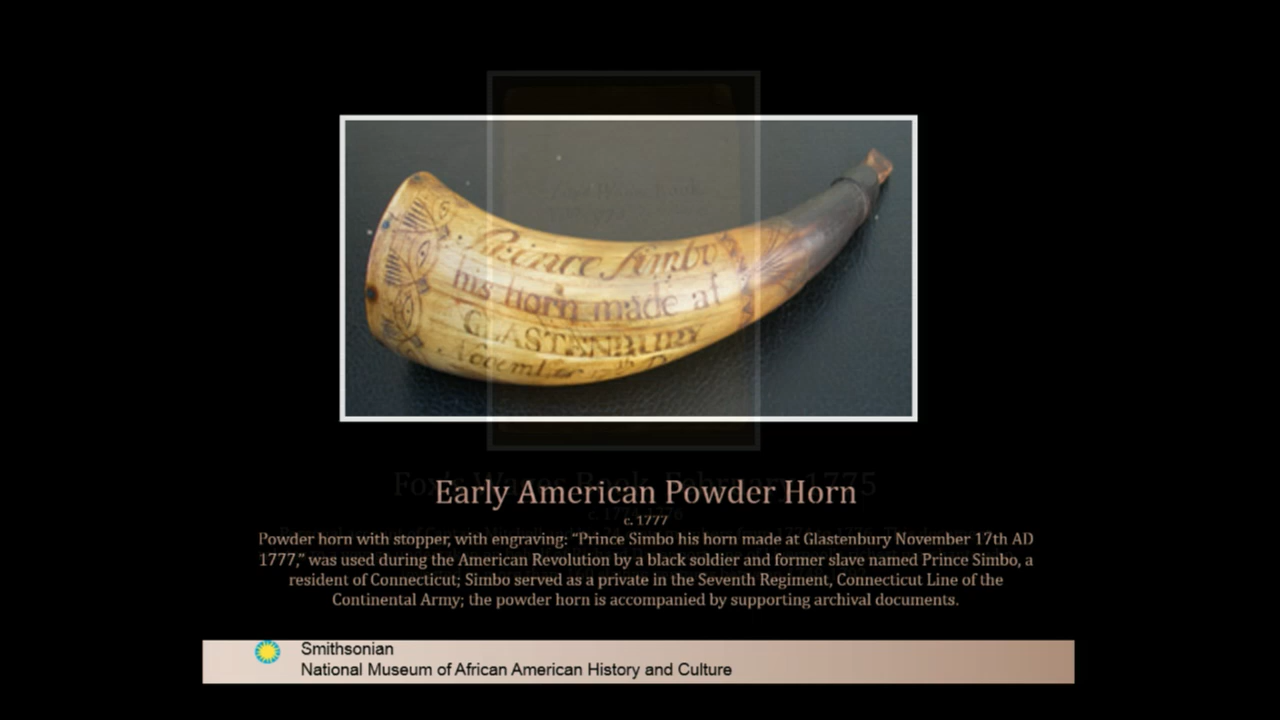 Prince Simbo
his horn made at
GLASTANBURY
November 17th
Early American Powder Horn
c. 1777
Powder horn with stopper, with engraving: “Prince Simbo his horn made at Glastenbury November 17th AD
1777,” was used during the American Revolution by a black soldier and former slave named Prince Simbo, a
resident of Connecticut; Simbo served as a private in the Seventh Regiment, Connecticut Line of the
Continental Army; the powder horn is accompanied by supporting archival documents.
Smithsonian
National Museum of African American History and Culture